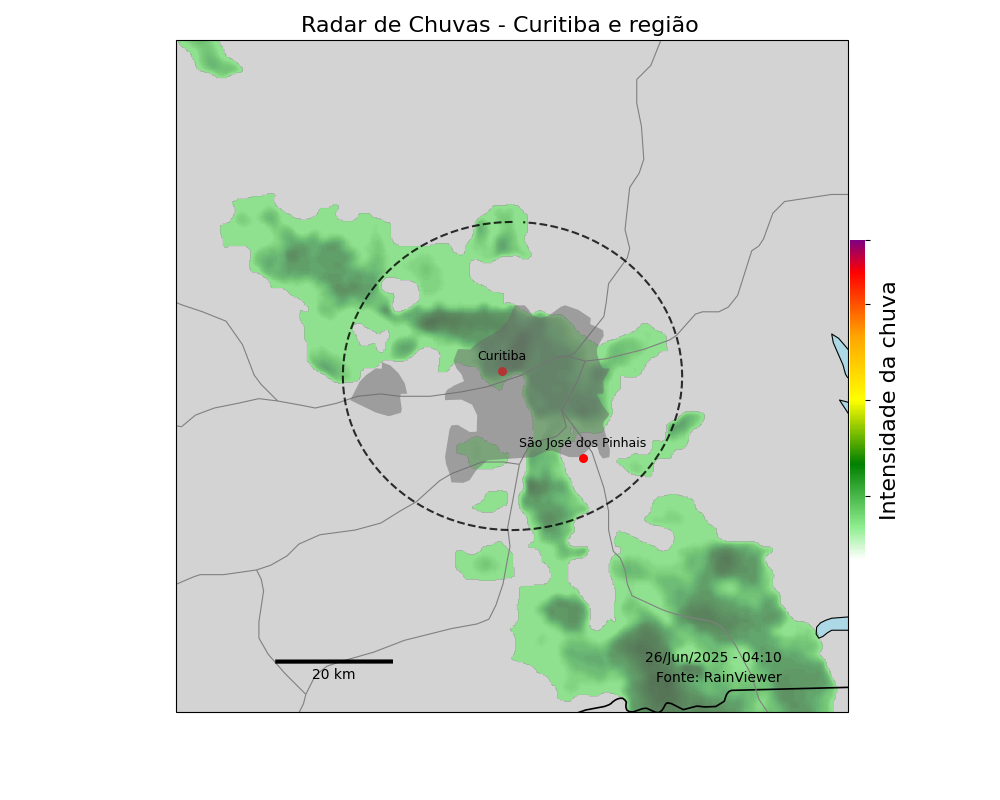 Radar de Chuvas - Curitiba e região
Curitiba
São José dos Pinhais
Intensidade da chuva
26/Jun/2025 - 04:10
Fonte: RainViewer
20 km